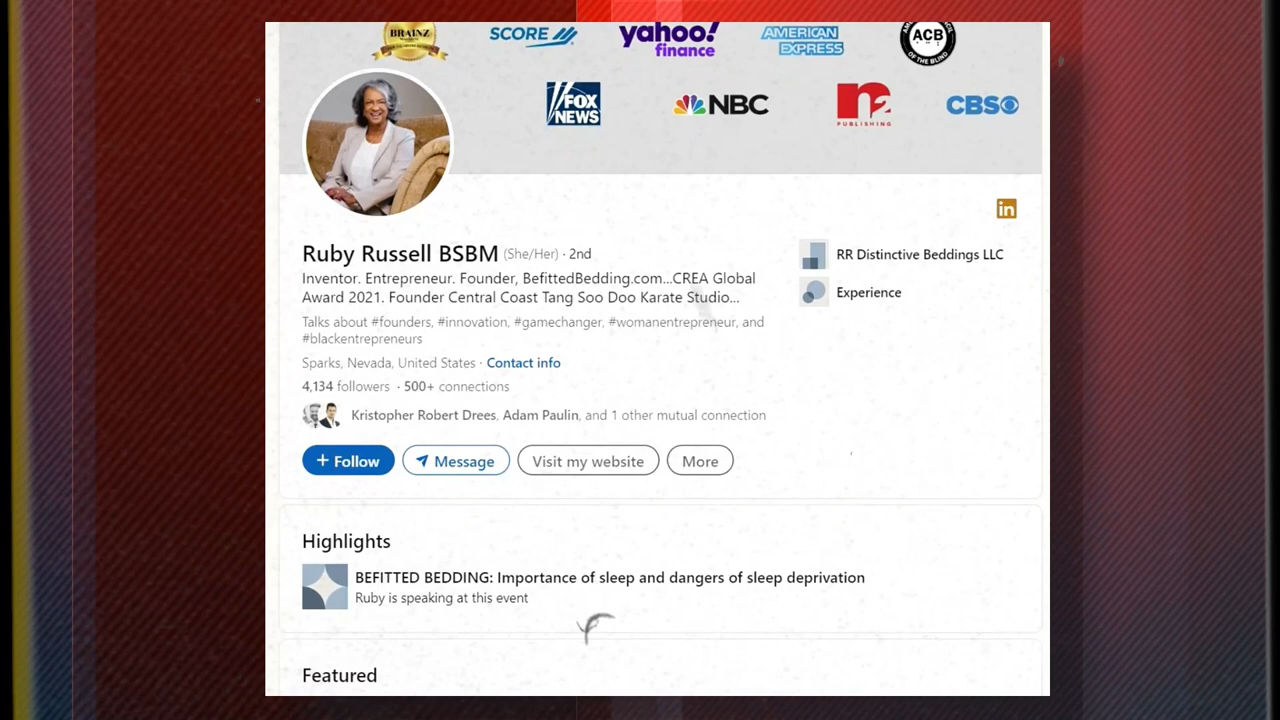 BRAINZ
SCORE
yahoo!
finance
AMERICAN
EXPRESS
ACB
OF THE BLIND
FOX
NEWS
NBC
n2
PUBLISHING
CBS
in
Ruby Russell BSBM (She/Her) · 2nd
Inventor. Entrepreneur. Founder, BefittedBedding.com...CREA Global
Award 2021. Founder Central Coast Tang Soo Doo Karate Studio...
Talks about #founders, #innovation, #gamechanger, #womanentrepreneur, and
#blackentrepreneurs
Sparks, Nevada, United States · Contact info
4,134 followers · 500+ connections
Kristopher Robert Drees, Adam Paulin, and 1 other mutual connection
+ Follow
Message
Visit my website
More
RR Distinctive Beddings LLC
Experience
Highlights
BEFITTED BEDDING: Importance of sleep and dangers of sleep deprivation
Ruby is speaking at this event
Featured